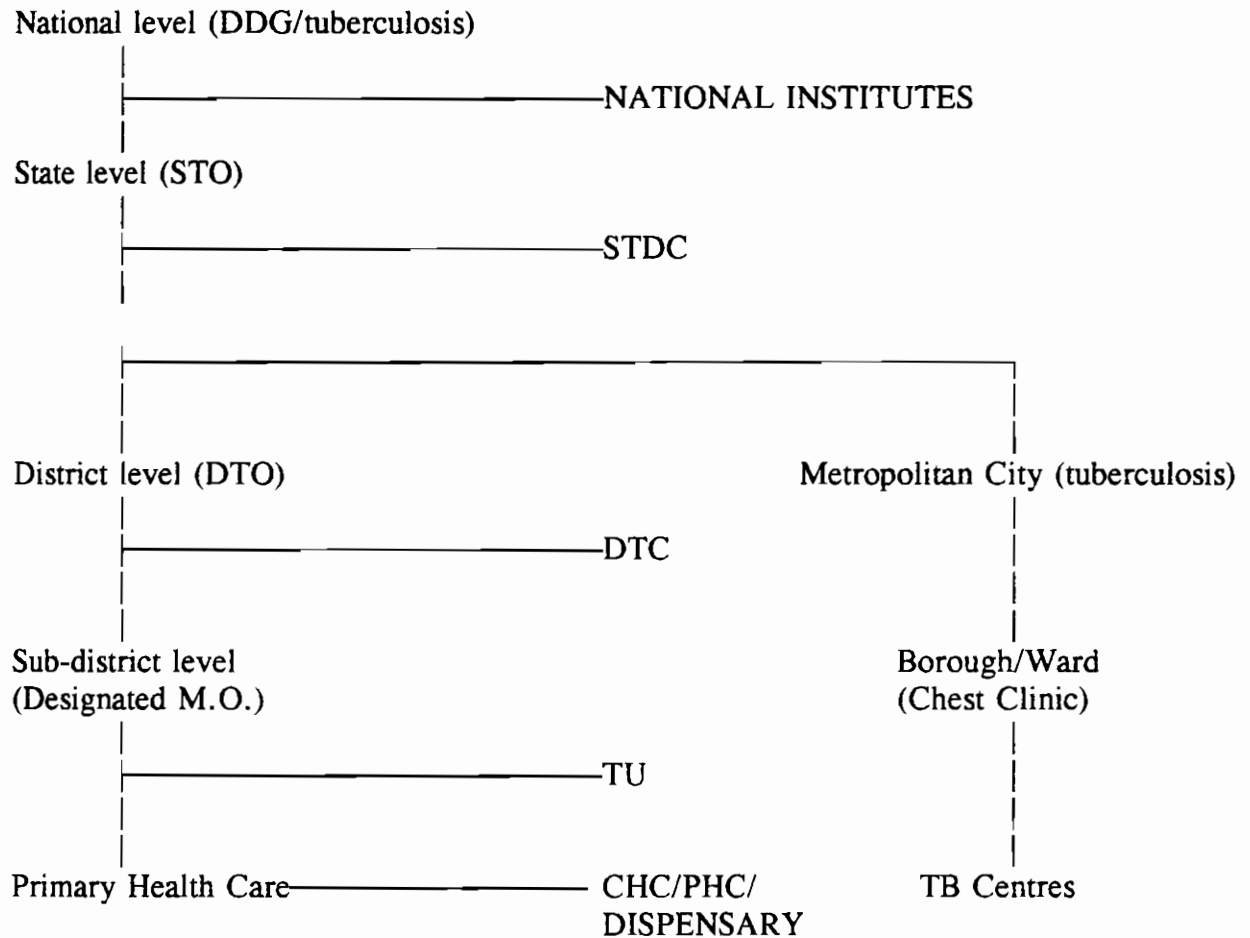 National level (DDG/tuberculosis)
NATIONAL INSTITUTES
State level (STO)
STDC
District level (DTO)
Metropolitan City (tuberculosis)
DTC
Sub-district level
(Designated M.O.)
Borough/Ward
(Chest Clinic)
TU
Primary Health Care
CHC/PHC/
DISPENSARY
TB Centres